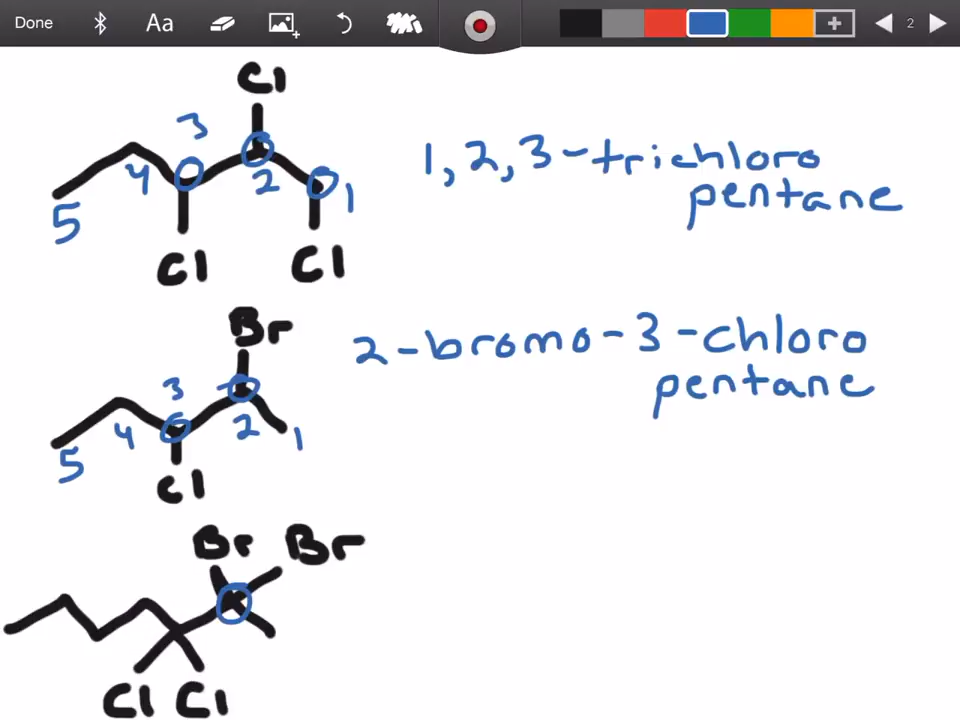 Done Aa 2
Cl
3
4 2 1
5
Cl Cl
1,2,3-trichloro
pentane
Br
3
4 2 1
5
Cl
2-bromo-3-chloro
pentane
Br Br
Cl Cl